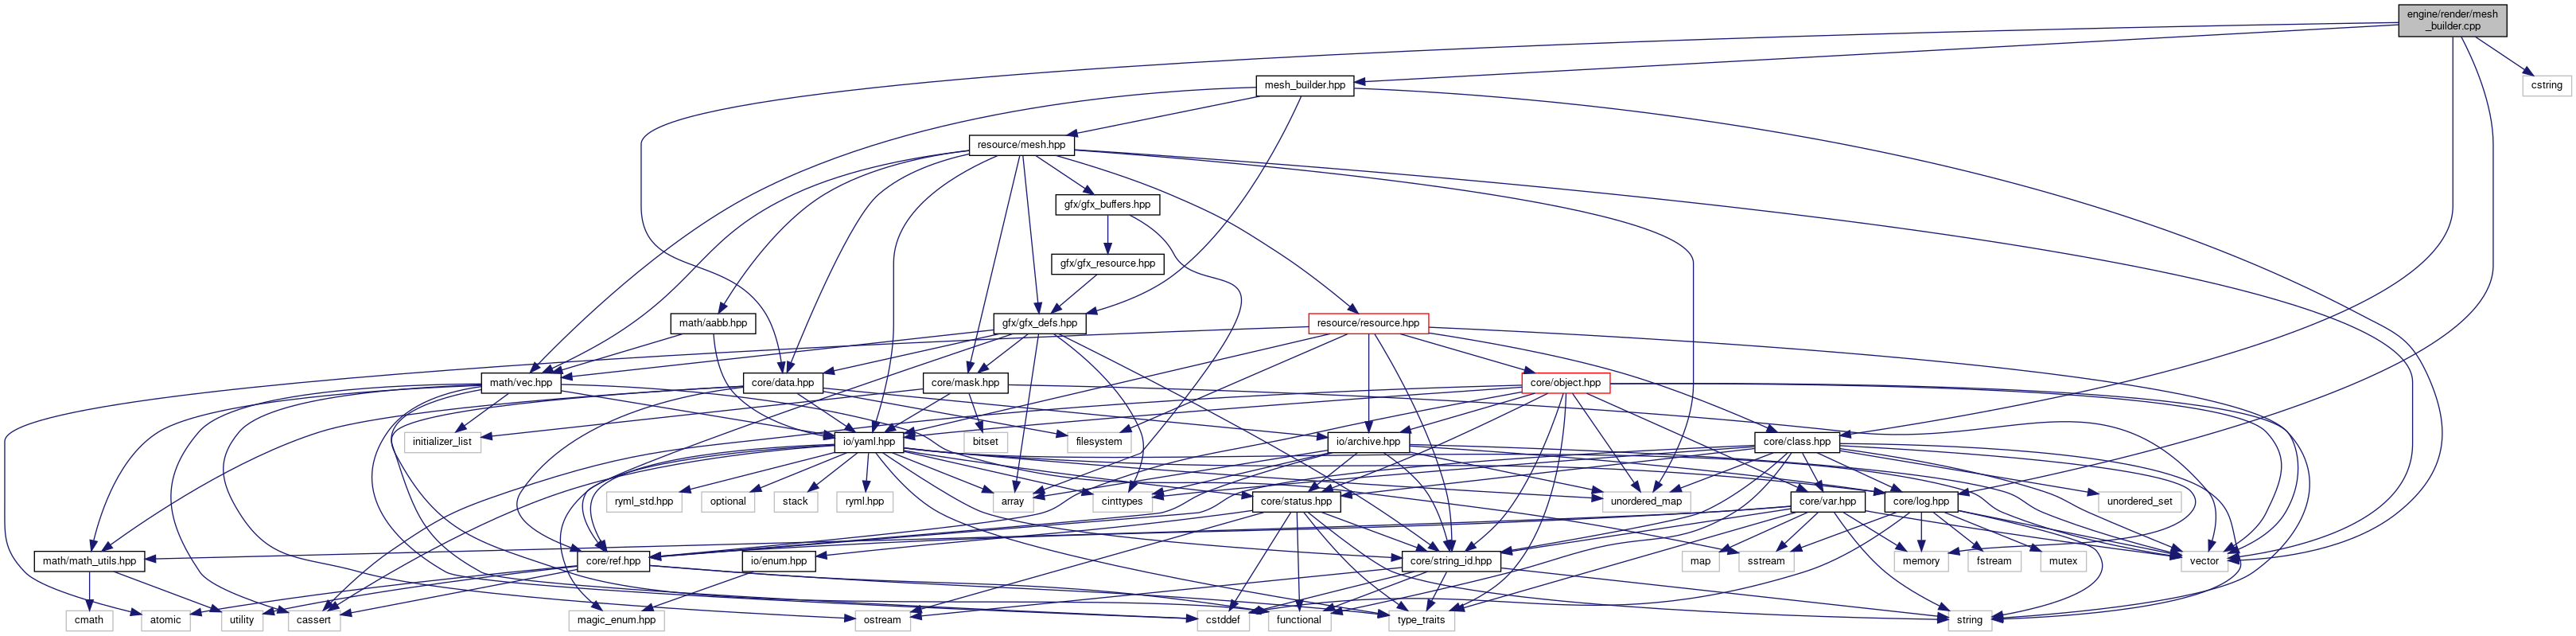 engine/render/mesh
_builder.cpp
mesh_builder.hpp
cstring
resource/mesh.hpp
gfx/gfx_buffers.hpp
gfx/gfx_resource.hpp
math/aabb.hpp
gfx/gfx_defs.hpp
resource/resource.hpp
math/vec.hpp
core/data.hpp
core/mask.hpp
core/object.hpp
initializer_list
io/yaml.hpp
bitset
filesystem
io/archive.hpp
core/class.hpp
ryml_std.hpp
optional
stack
ryml.hpp
array
cinttypes
core/status.hpp
unordered_map
core/var.hpp
core/log.hpp
unordered_set
math/math_utils.hpp
core/ref.hpp
io/enum.hpp
core/string_id.hpp
map
sstream
memory
fstream
mutex
vector
cmath
atomic
utility
cassert
magic_enum.hpp
ostream
cstddef
functional
type_traits
string